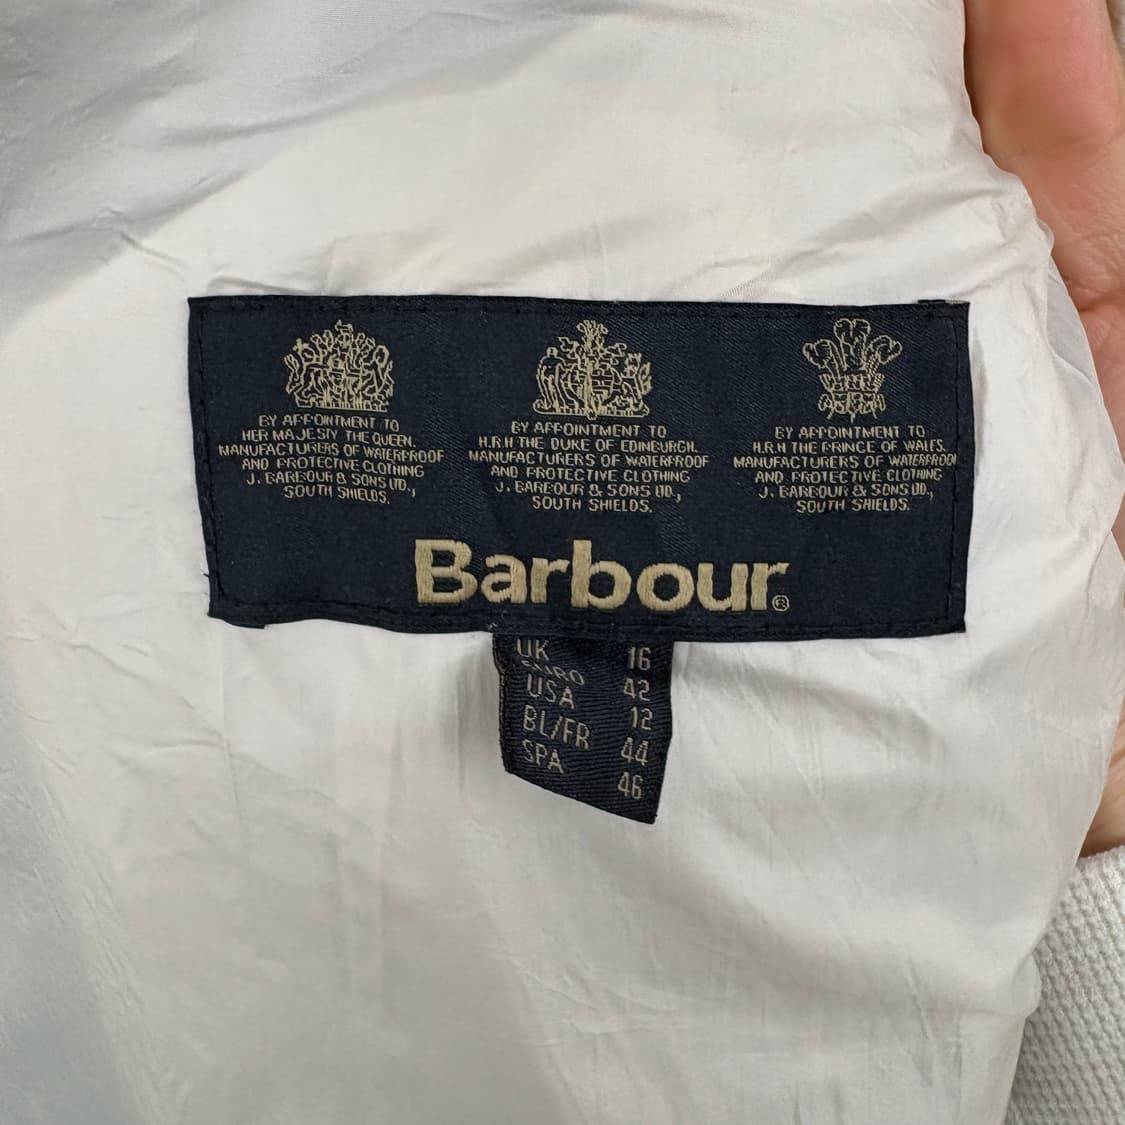 BY APPOINTMENT TO
HER MAJESTY THE QUEEN.
MANUFACTURERS OF WATERPROOF
AND PROTECTIVE CLOTHING
J. BARBOUR & SONS LTD.,
SOUTH SHIELDS.
BY APPOINTMENT TO
H.R.H THE DUKE OF EDINBURGH.
MANUFACTURERS OF WATERPROOF
AND PROTECTIVE CLOTHING
J. BARBOUR & SONS LTD.,
SOUTH SHIELDS.
BY APPOINTMENT TO
H.R.H THE PRINCE OF WALES.
MANUFACTURERS OF WATERPROOF
AND PROTECTIVE CLOTHING
J. BARBOUR & SONS LTD.,
SOUTH SHIELDS.
Barbour®
UK 16
EURO 42
USA 12
BL/FR 44
SPA 46